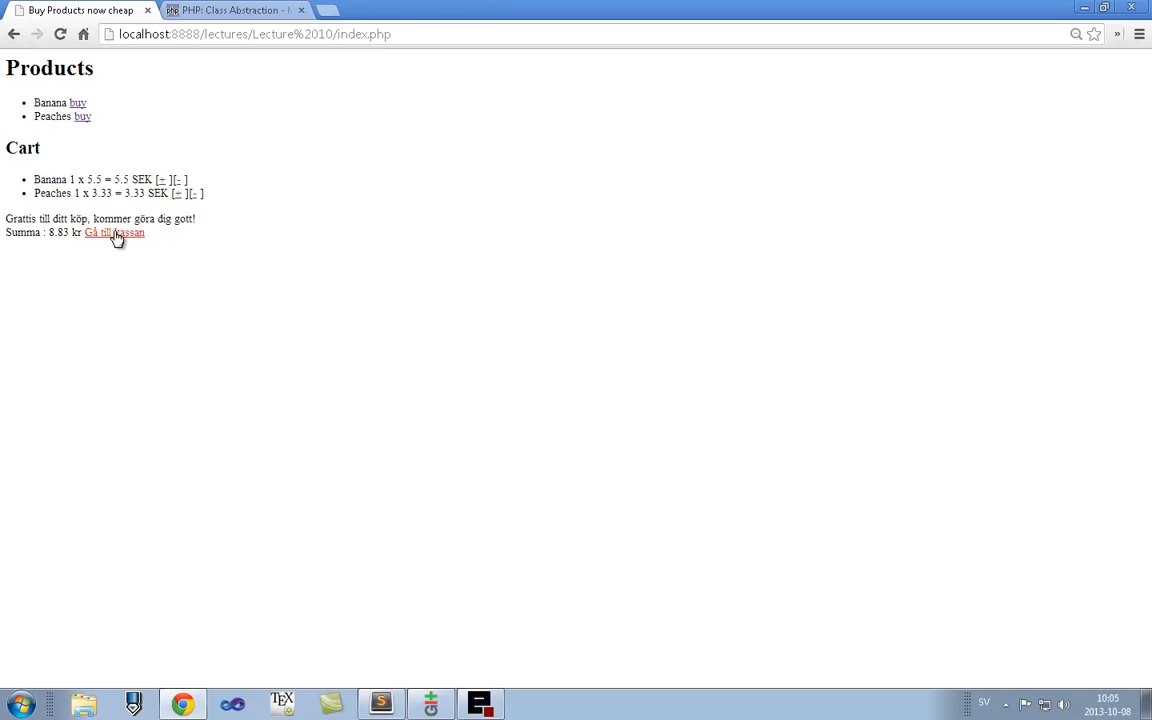 Buy Products now cheap
PHP: Class Abstraction -
localhost:8888/lectures/Lecture%2010/index.php
Products
Banana buy
Peaches buy
Cart
Banana 1 x 5.5 = 5.5 SEK [+ ][- ]
Peaches 1 x 3.33 = 3.33 SEK [+ ][- ]
Grattis till ditt köp, kommer göra dig gott!
Summa : 8.83 kr Gå till kassan
SV
10:05
2013-10-08